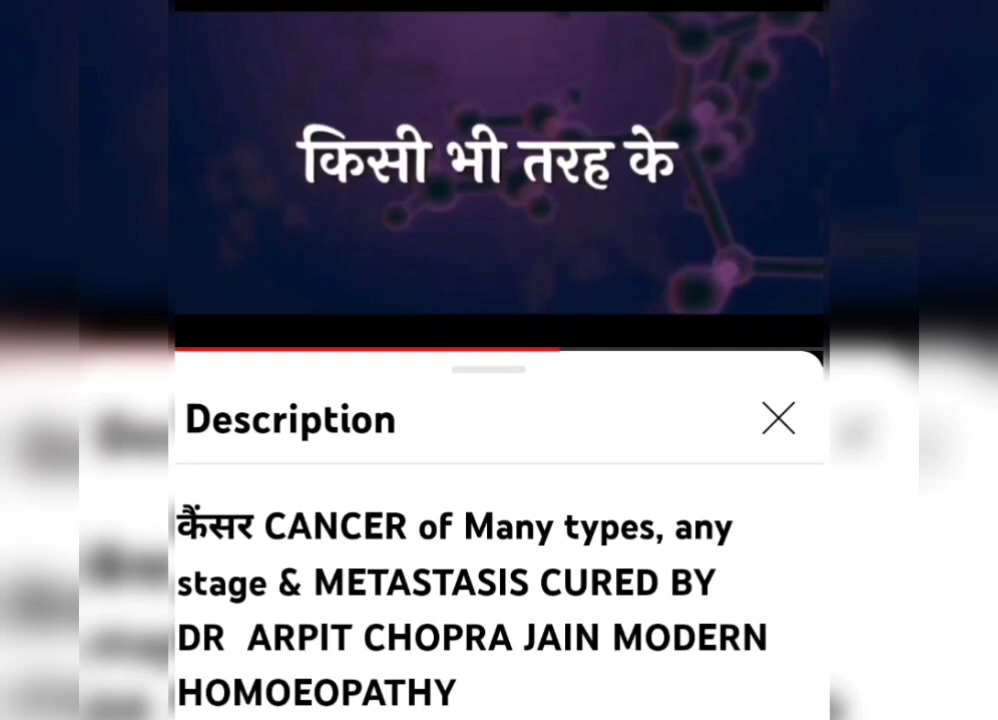 किसी भी तरह के
Description
कैंसर CANCER of Many types, any
stage & METASTASIS CURED BY
DR ARPIT CHOPRA JAIN MODERN
HOMOEOPATHY